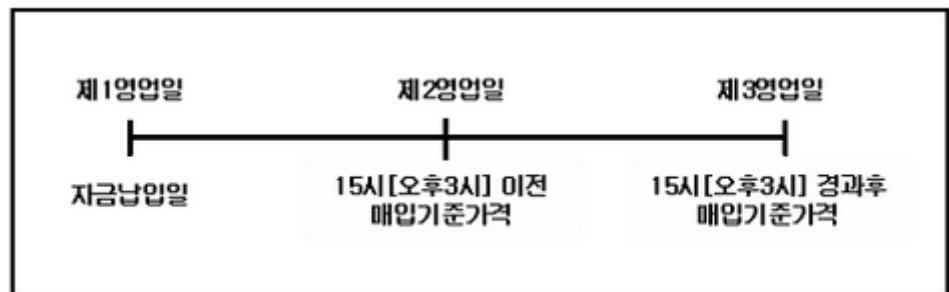 제1영업일 제2영업일 제3영업일
자금납입일
15시[오후3시] 이전
매입기준가격
15시[오후3시] 경과후
매입기준가격